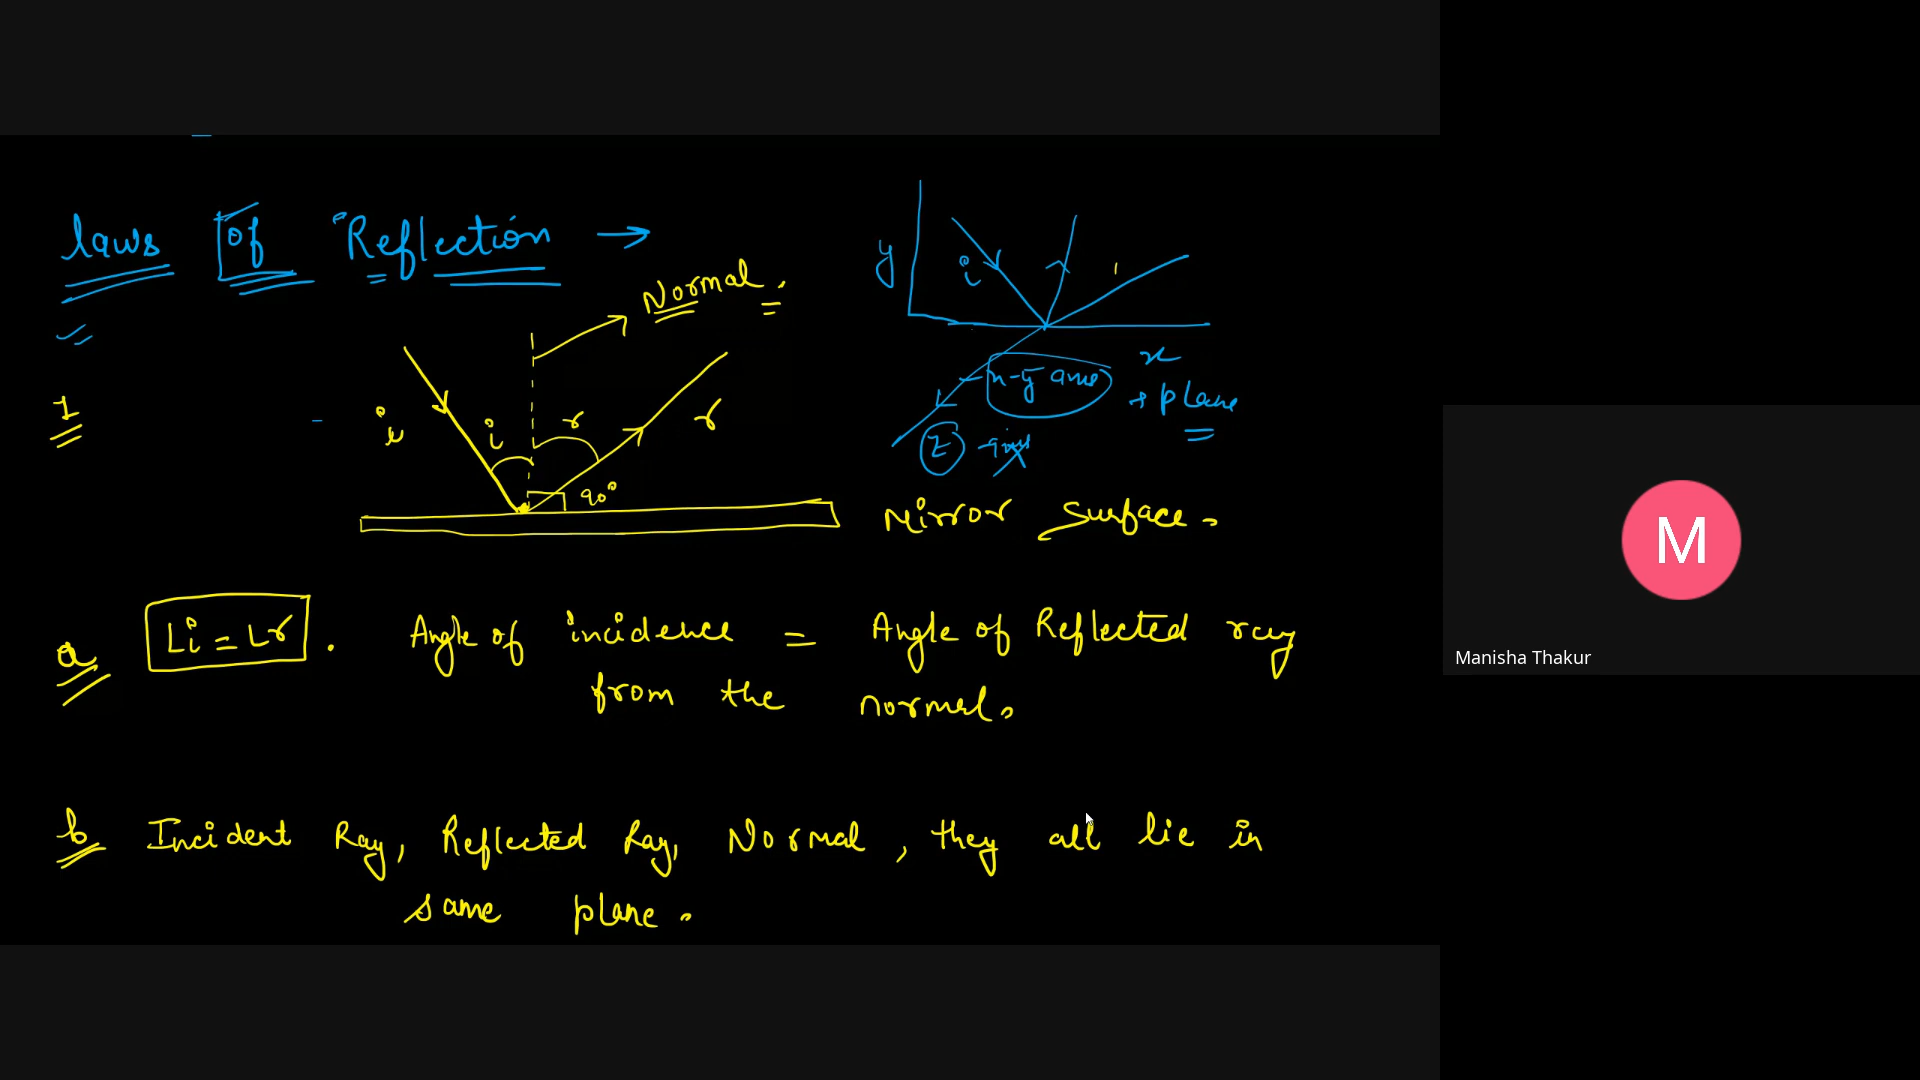 laws of Reflection →
Normal.
y
i
1
i
i
r
r
90°
x-y axis
x
→ plane
z -axis
Mirror Surface.
a
∠i = ∠r . Angle of incidence = Angle of Reflected ray
from the normal.
b Incident Ray, Reflected Ray, Normal, they all lie in
same plane.
M
Manisha Thakur